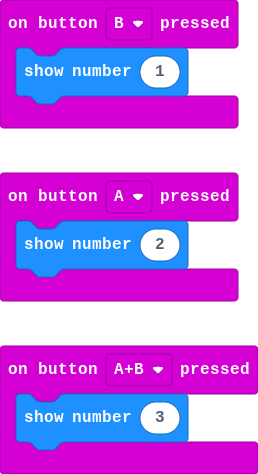 on button B pressed
show number 1
on button A pressed
show number 2
on button A+B pressed
show number 3